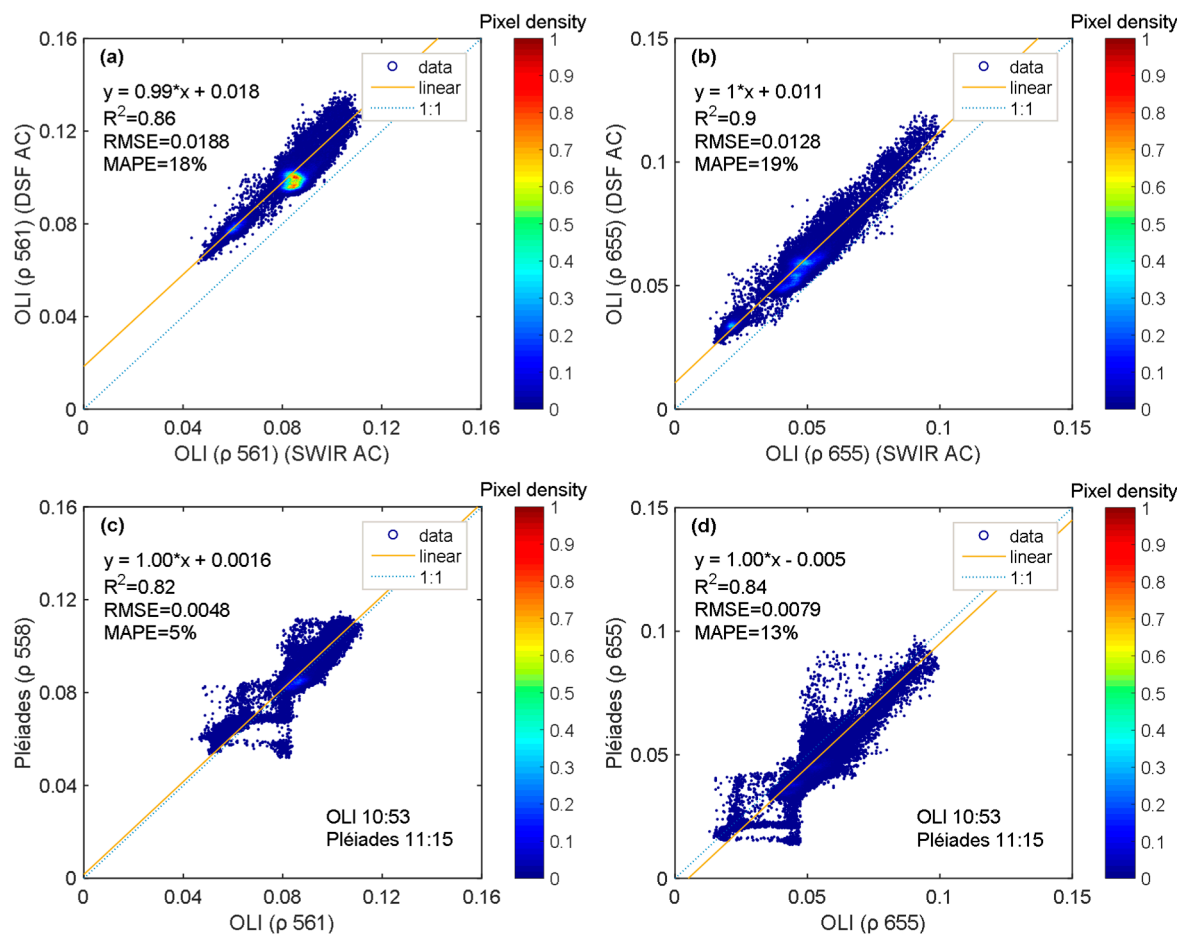 Pixel density
(a)
y = 0.99*x + 0.018
R2=0.86
RMSE=0.0188
MAPE=18%
data
linear
1:1
0.16
0.12
0.08
0.04
0
0 0.04 0.08 0.12 0.16
OLI (ρ 561) (DSF AC)
OLI (ρ 561) (SWIR AC)
1
0.9
0.8
0.7
0.6
0.5
0.4
0.3
0.2
0.1
0
Pixel density
(b)
y = 1*x + 0.011
R2=0.9
RMSE=0.0128
MAPE=19%
data
linear
1:1
0.15
0.1
0.05
0
0 0.05 0.1 0.15
OLI (ρ 655) (DSF AC)
OLI (ρ 655) (SWIR AC)
1
0.9
0.8
0.7
0.6
0.5
0.4
0.3
0.2
0.1
0
Pixel density
(c)
y = 1.00*x + 0.0016
R2=0.82
RMSE=0.0048
MAPE=5%
data
linear
1:1
OLI 10:53
Pléiades 11:15
0.16
0.12
0.08
0.04
0
0 0.04 0.08 0.12 0.16
Pléiades (ρ 558)
OLI (ρ 561)
1
0.9
0.8
0.7
0.6
0.5
0.4
0.3
0.2
0.1
0
Pixel density
(d)
y = 1.00*x - 0.005
R2=0.84
RMSE=0.0079
MAPE=13%
data
linear
1:1
OLI 10:53
Pléiades 11:15
0.15
0.1
0.05
0
0 0.05 0.1 0.15
Pléiades (ρ 655)
OLI (ρ 655)
1
0.9
0.8
0.7
0.6
0.5
0.4
0.3
0.2
0.1
0